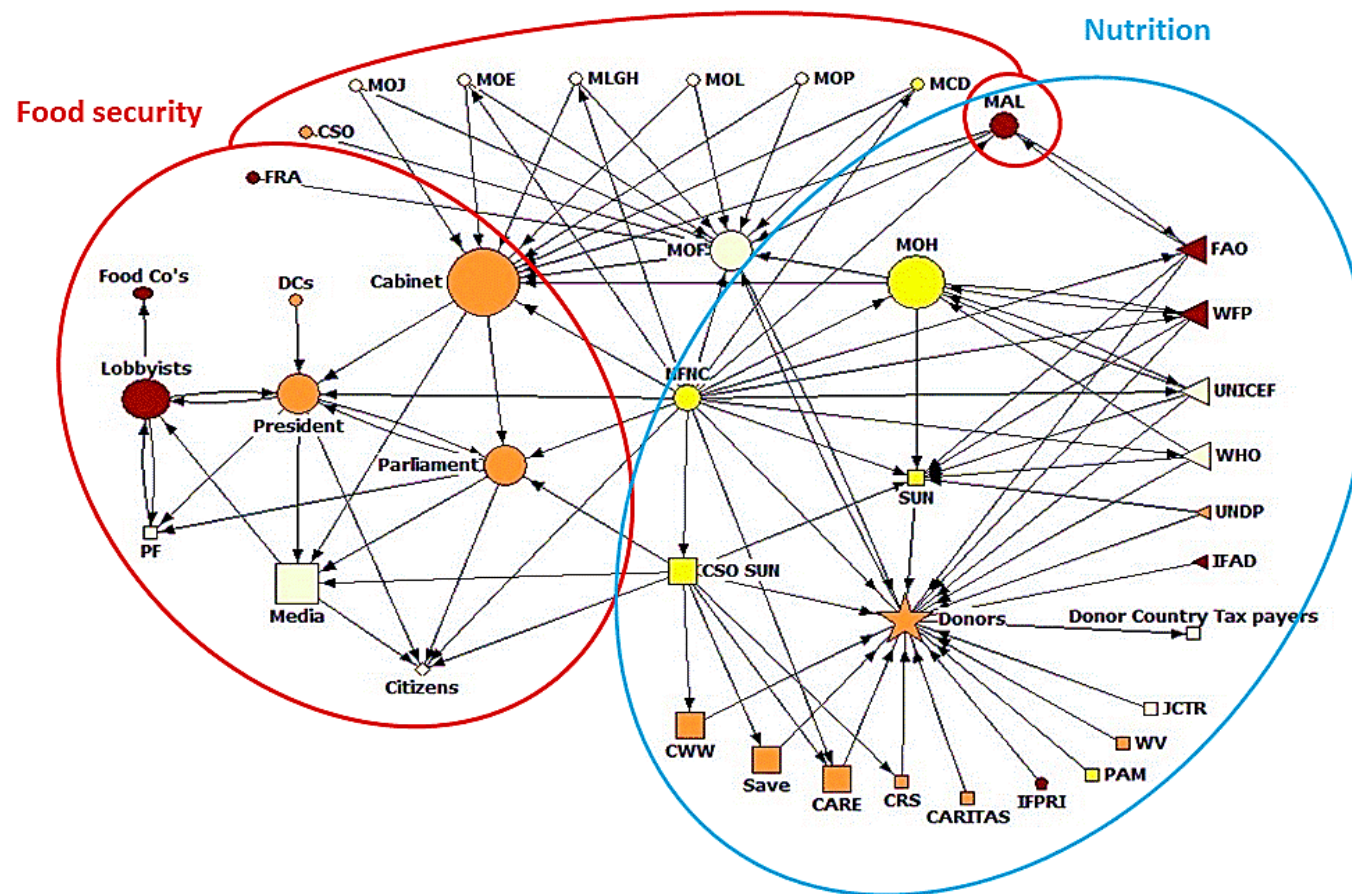 Nutrition
Food security
MOJ
MOE
MLGH
MOL
MOP
MCD
MAL
CSO
FRA
MOF
MOH
FAO
Food Co's
DCs
Cabinet
WFP
Lobbyists
NFNC
UNICEF
President
WHO
Parliament
SUN
UNDP
PF
IFAD
CSO SUN
Media
Donors
Donor Country Tax payers
Citizens
JCTR
CWW
WV
Save
PAM
CARE
CRS
IFPRI
CARITAS